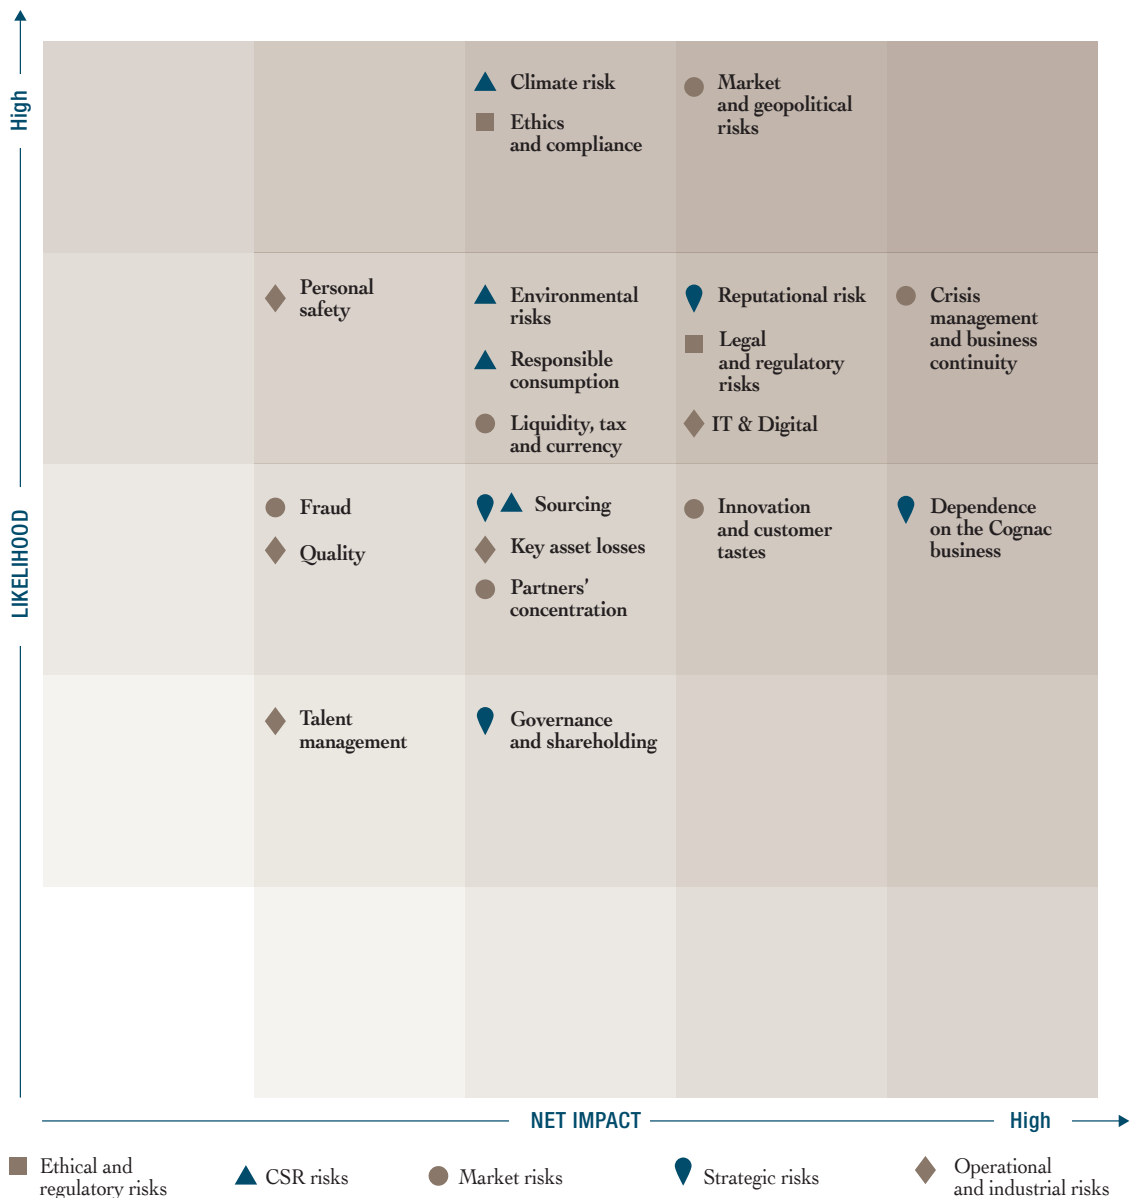 High
LIKELIHOOD
Climate risk
Ethics
and compliance
Market
and geopolitical
risks
Personal
safety
Environmental
risks
Responsible
consumption
Liquidity, tax
and currency
Reputational risk
Legal
and regulatory
risks
IT & Digital
Crisis
management
and business
continuity
Fraud
Quality
Sourcing
Key asset losses
Partners’
concentration
Innovation
and customer
tastes
Dependence
on the Cognac
business
Talent
management
Governance
and shareholding
NET IMPACT
High
Ethical and
regulatory risks
CSR risks
Market risks
Strategic risks
Operational
and industrial risks